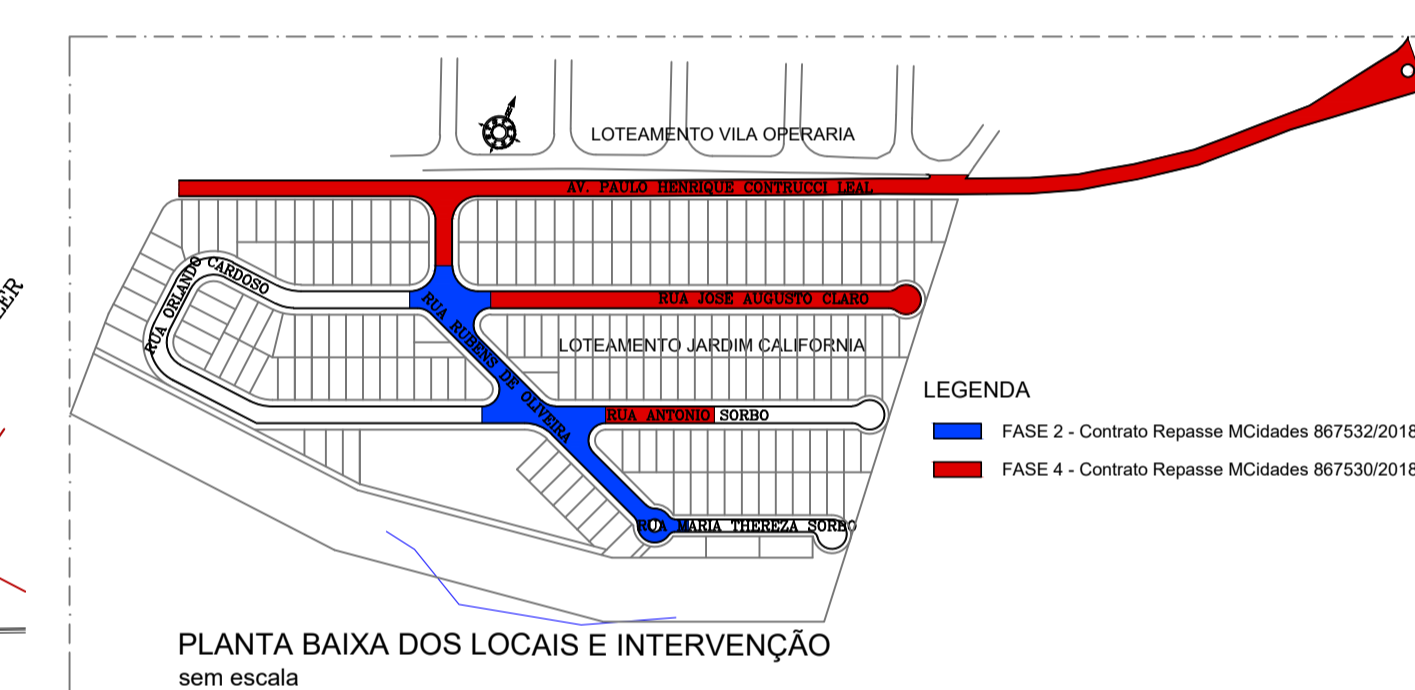 LOTEAMENTO VILA OPERARIA
AV. PAULO HENRIQUE CONTRUCCI LEAL
RUA ORLANDO CARDOSO
RUA JOSE AUGUSTO CLARO
RUA RUBENS DE OLIVEIRA
LOTEAMENTO JARDIM CALIFORNIA
LEGENDA
RUA ANTONIO SORBO
FASE 2 - Contrato Repasse MCidades 867532/2018
FASE 4 - Contrato Repasse MCidades 867530/2018
RUA MARIA THEREZA SORBO
PLANTA BAIXA DOS LOCAIS E INTERVENÇÃO
sem escala